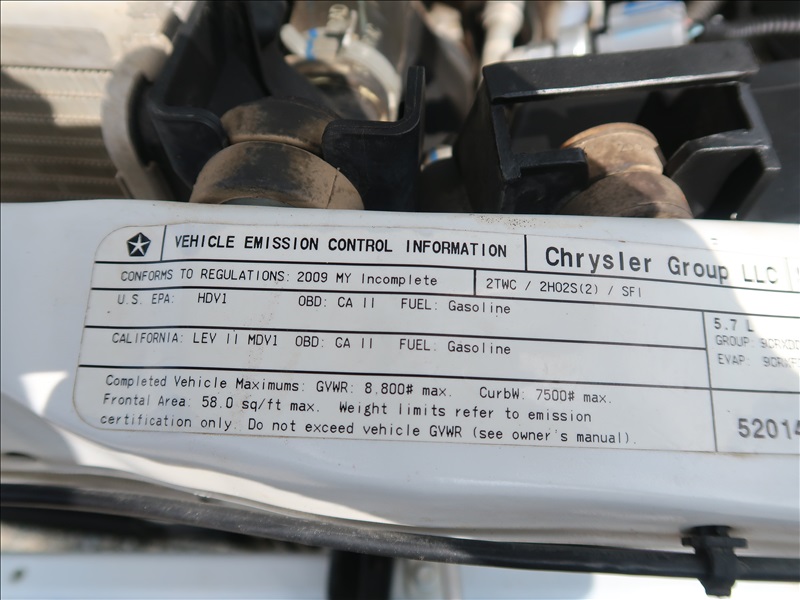 VEHICLE EMISSION CONTROL INFORMATION
Chrysler Group LLC
CONFORMS TO REGULATIONS: 2009 MY Incomplete
2TWC / 2HO2S(2) / SFI
U.S. EPA: HDV1 OBD: CA II FUEL: Gasoline
CALIFORNIA: LEV II MDV1 OBD: CA II FUEL: Gasoline
5.7 L
GROUP:
EVAP:
Completed Vehicle Maximums: GVWR: 8,800# max. CurbW: 7500# max.
Frontal Area: 58.0 sq/ft max. Weight limits refer to emission
certification only. Do not exceed vehicle GVWR (see owner's manual).
52014